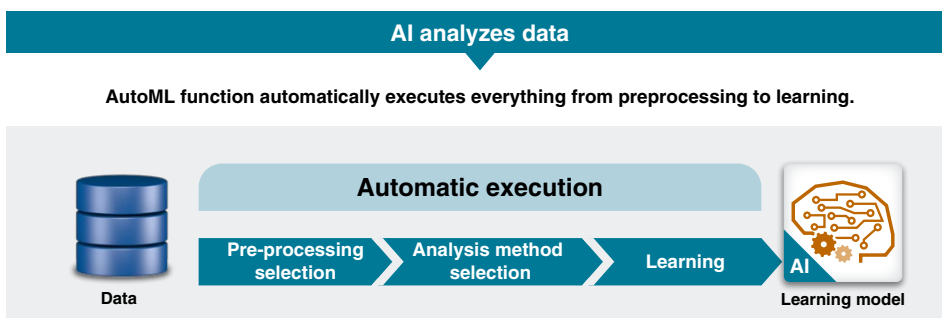 AI analyzes data
AutoML function automatically executes everything from preprocessing to learning.
Automatic execution
Pre-processing
selection
Analysis method
selection
Learning
AI
Data
Learning model